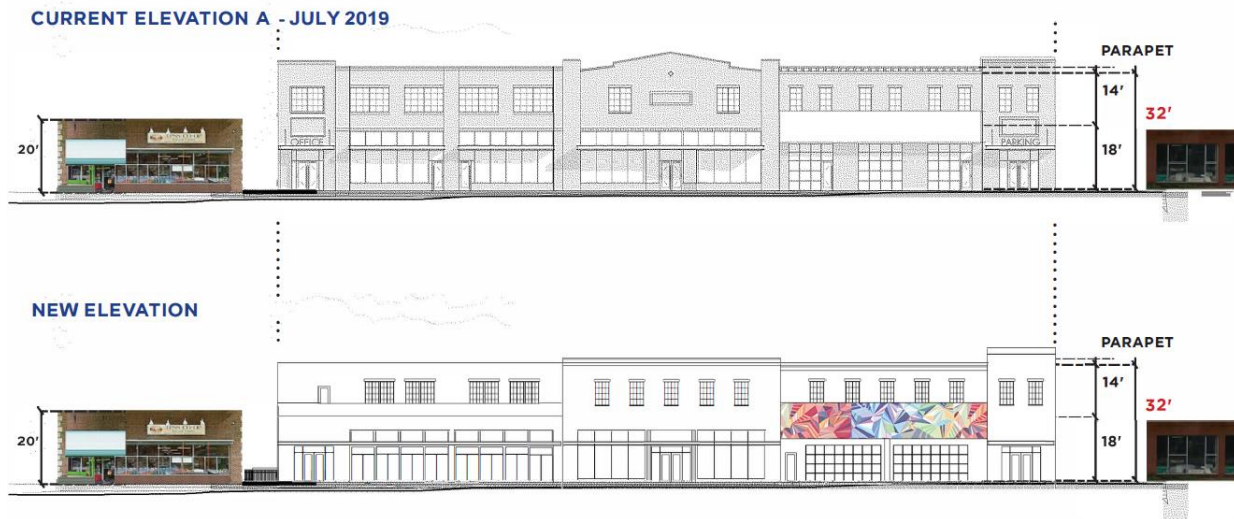 CURRENT ELEVATION A - JULY 2019
PARAPET
14'
32'
20'
18'
OFFICE
PARKING
NEW ELEVATION
PARAPET
14'
32'
20'
18'